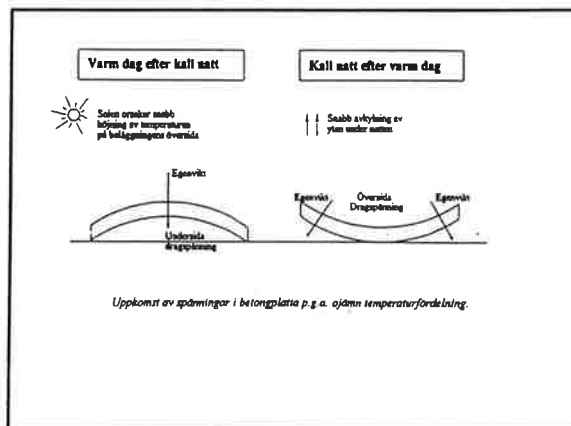 Varm dag efter kall natt
Kall natt efter varm dag
Solen orsakar snabb
höjning av temperaturen
på beläggningens översida
Snabb avkylning av
ytan under natten
Egenvikt
Undersida
dragspänning
Egenvikt
Översida
Dragspänning
Egenvikt
Uppkomst av spänningar i betongplatta p.g.a. ojämn temperaturfördelning.